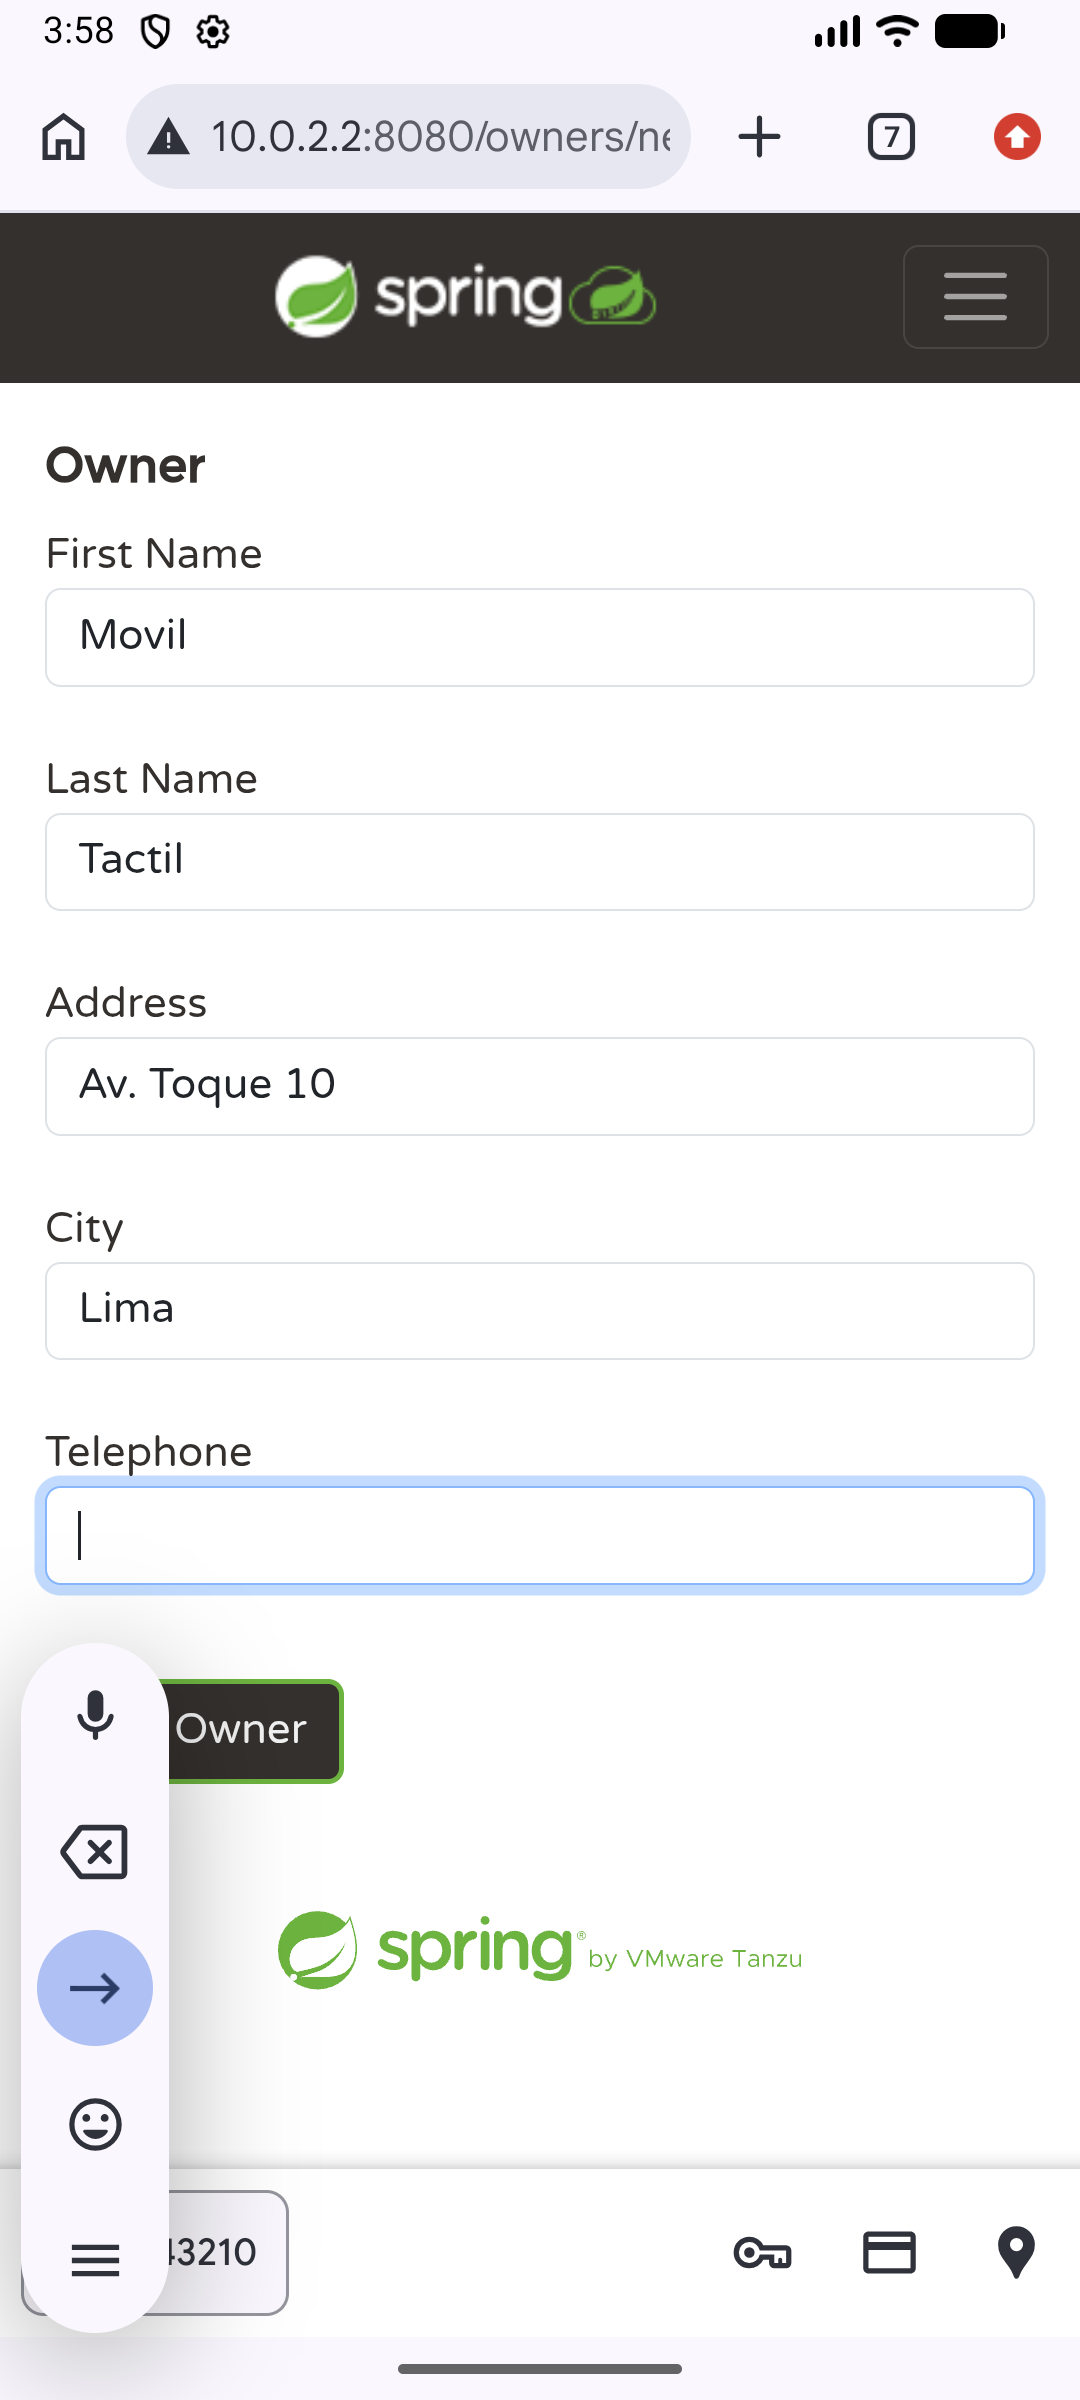 3:58
10.0.2.2:8080/owners/ne
7
spring
Owner
First Name
Movil
Last Name
Tactil
Address
Av. Toque 10
City
Lima
Telephone
Owner
spring® by VMware Tanzu
43210